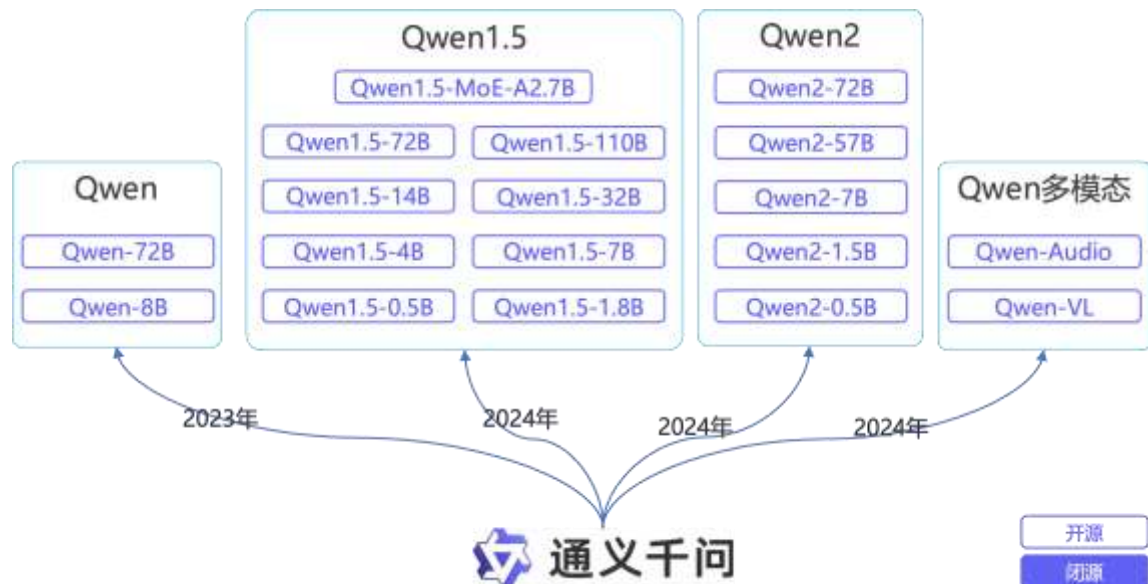 Qwen
Qwen-72B
Qwen-8B
Qwen1.5
Qwen1.5-MoE-A2.7B
Qwen1.5-72B
Qwen1.5-110B
Qwen1.5-14B
Qwen1.5-32B
Qwen1.5-4B
Qwen1.5-7B
Qwen1.5-0.5B
Qwen1.5-1.8B
Qwen2
Qwen2-72B
Qwen2-57B
Qwen2-7B
Qwen2-1.5B
Qwen2-0.5B
Qwen多模态
Qwen-Audio
Qwen-VL
2023年
2024年
2024年
2024年
通义千问
开源
闭源